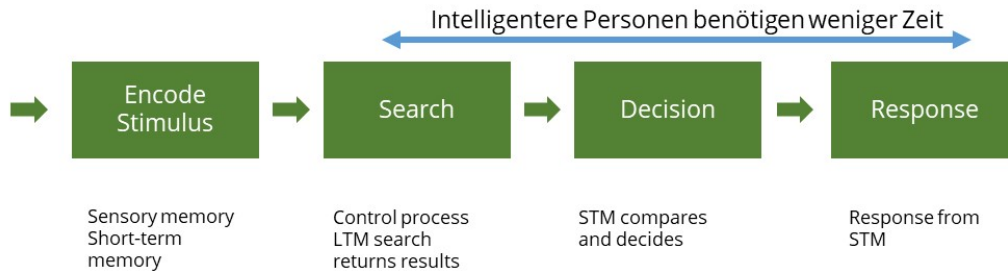 Intelligentere Personen benötigen weniger Zeit
Encode
Stimulus
Search
Decision
Response
Sensory memory
Short-term
memory
Control process
LTM search
returns results
STM compares
and decides
Response from
STM